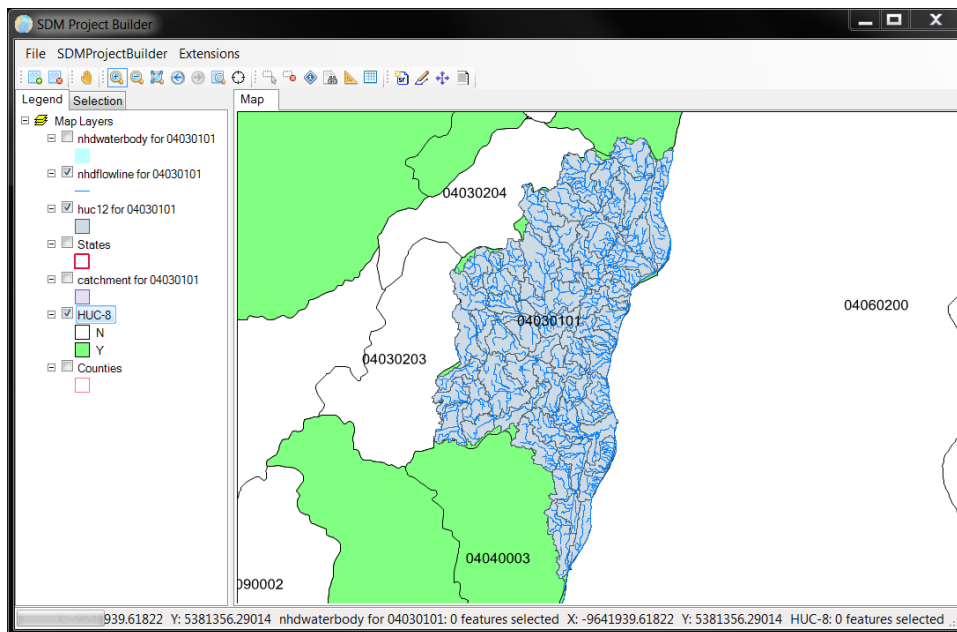 SDM Project Builder
File SDMProjectBuilder Extensions
Legend Selection Map
Map Layers
nhdwaterbody for 04030101
nhdflowline for 04030101
huc12 for 04030101
States
catchment for 04030101
HUC-8
N
Y
Counties
04030204
04060200
04030101
04030203
04040003
090002
939.61822 Y: 5381356.29014 nhdwaterbody for 04030101: 0 features selected X: -9641939.61822 Y: 5381356.29014 HUC-8: 0 features selected